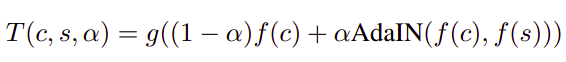 T(c, s, α) = g((1 − α)f(c) + αAdaIN(f(c), f(s)))